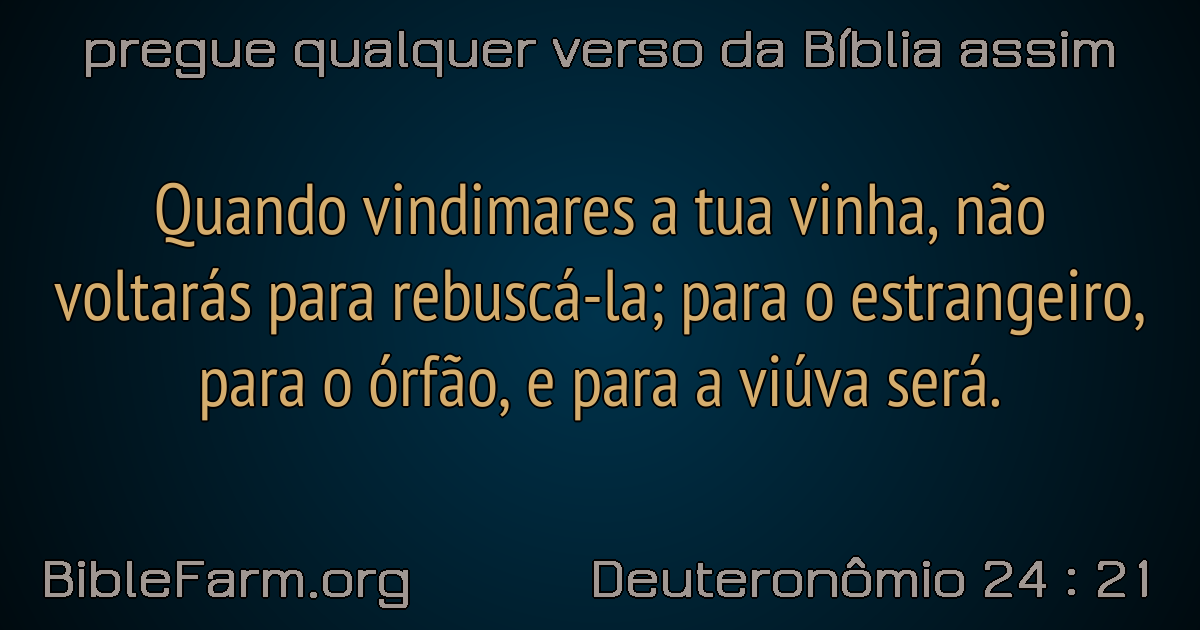 pregue qualquer verso da Bíblia assim
Quando vindimares a tua vinha, não
voltarás para rebuscá-la; para o estrangeiro,
para o órfão, e para a viúva será.
BibleFarm.org
Deuteronômio 24 : 21